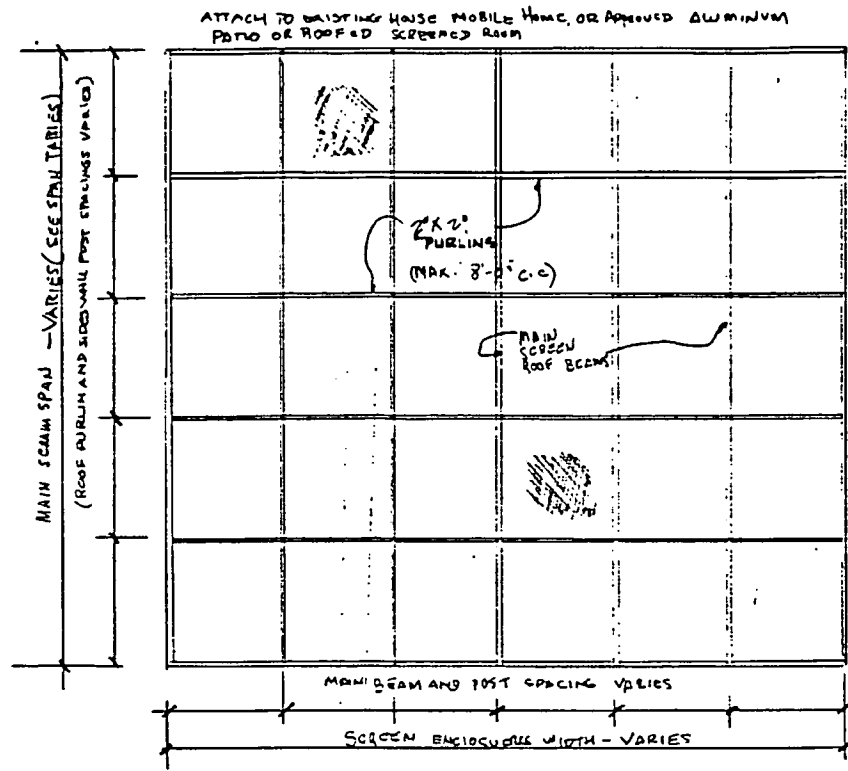 ATTACH TO EXISTING HOUSE MOBILE HOME, OR APPROVED ALUMINUM
PATIO OR ROOFED SCREENED ROOM
MAIN SCREEN SPAN - VARIES (SEE SPAN TABLES)
(ROOF PURLIN AND SIDEWALL POST SPACINGS VARIES)
2" X 2"
PURLINS
(MAX. 8'-0" C.C)
MAIN
SCREEN
ROOF BEAMS
MAIN BEAM AND POST SPACING VARIES
SCREEN ENCLOSURE WIDTH - VARIES